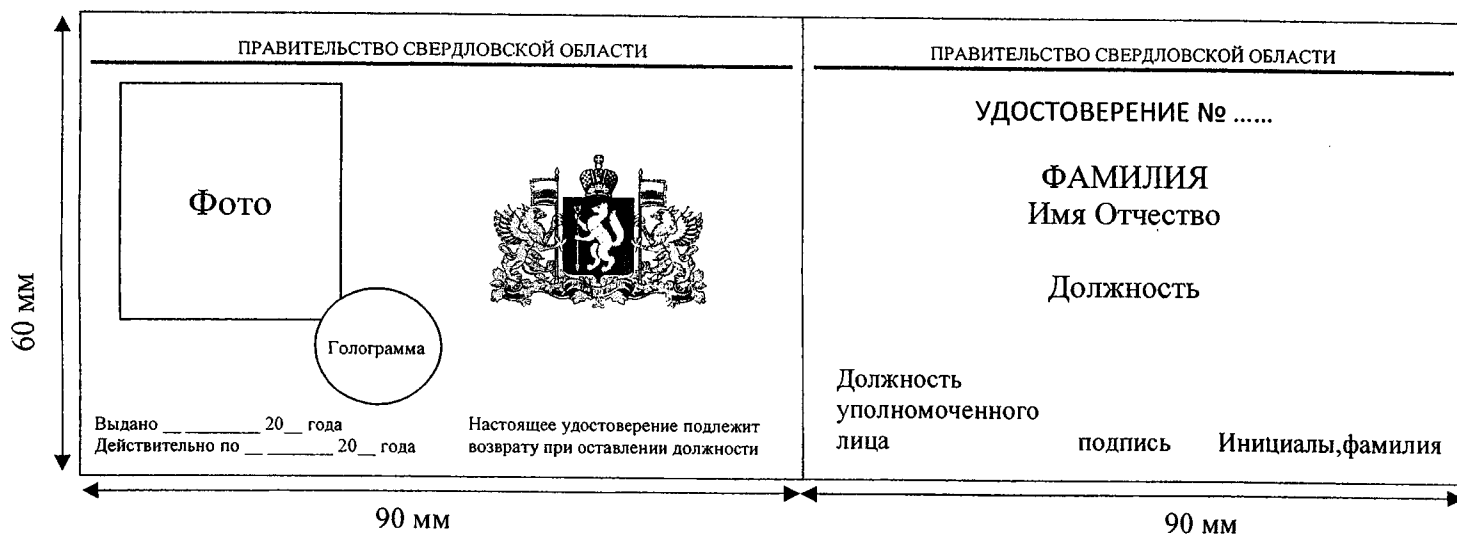 ПРАВИТЕЛЬСТВО СВЕРДЛОВСКОЙ ОБЛАСТИ
Фото
Голограмма
Выдано __ ________ 20__ года
Действительно по __ ________ 20__ года
Настоящее удостоверение подлежит
возврату при оставлении должности
ПРАВИТЕЛЬСТВО СВЕРДЛОВСКОЙ ОБЛАСТИ
УДОСТОВЕРЕНИЕ № ......
ФАМИЛИЯ
Имя Отчество
Должность
Должность
уполномоченного
лица
подпись
Инициалы,фамилия
60 мм
90 мм
90 мм